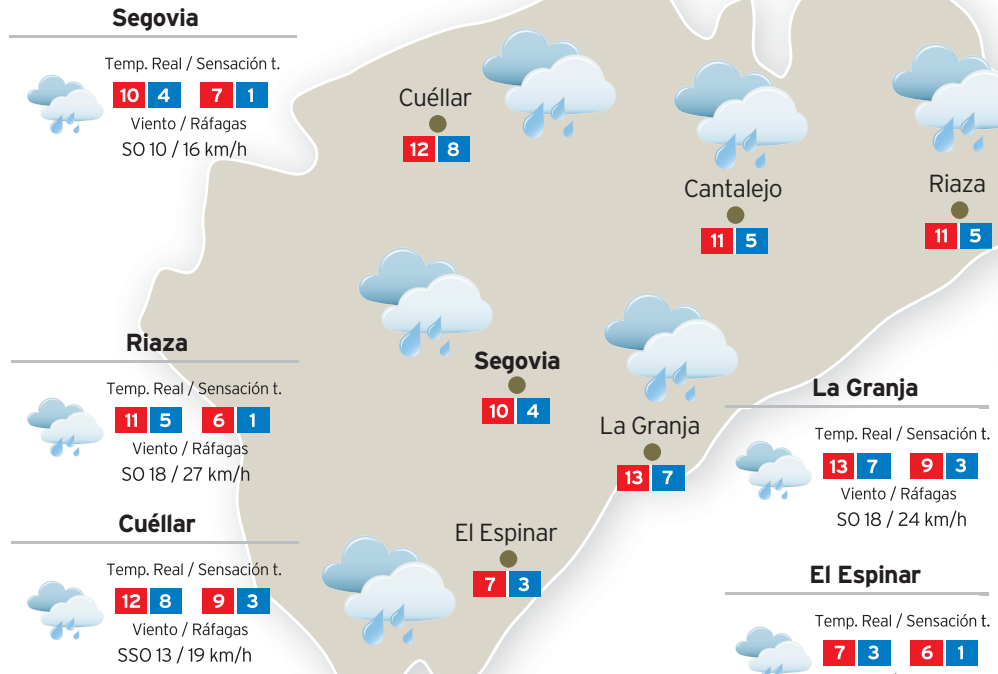 Segovia
Temp. Real / Sensación t.
10 4 7 1
Viento / Ráfagas
SO 10 / 16 km/h
Riaza
Temp. Real / Sensación t.
11 5 6 1
Viento / Ráfagas
SO 18 / 27 km/h
Cuéllar
Temp. Real / Sensación t.
12 8 9 3
Viento / Ráfagas
SSO 13 / 19 km/h
Cuéllar
12 8
Cantalejo
11 5
Riaza
11 5
Segovia
10 4
La Granja
13 7
El Espinar
7 3
La Granja
Temp. Real / Sensación t.
13 7 9 3
Viento / Ráfagas
SO 18 / 24 km/h
El Espinar
Temp. Real / Sensación t.
7 3 6 1